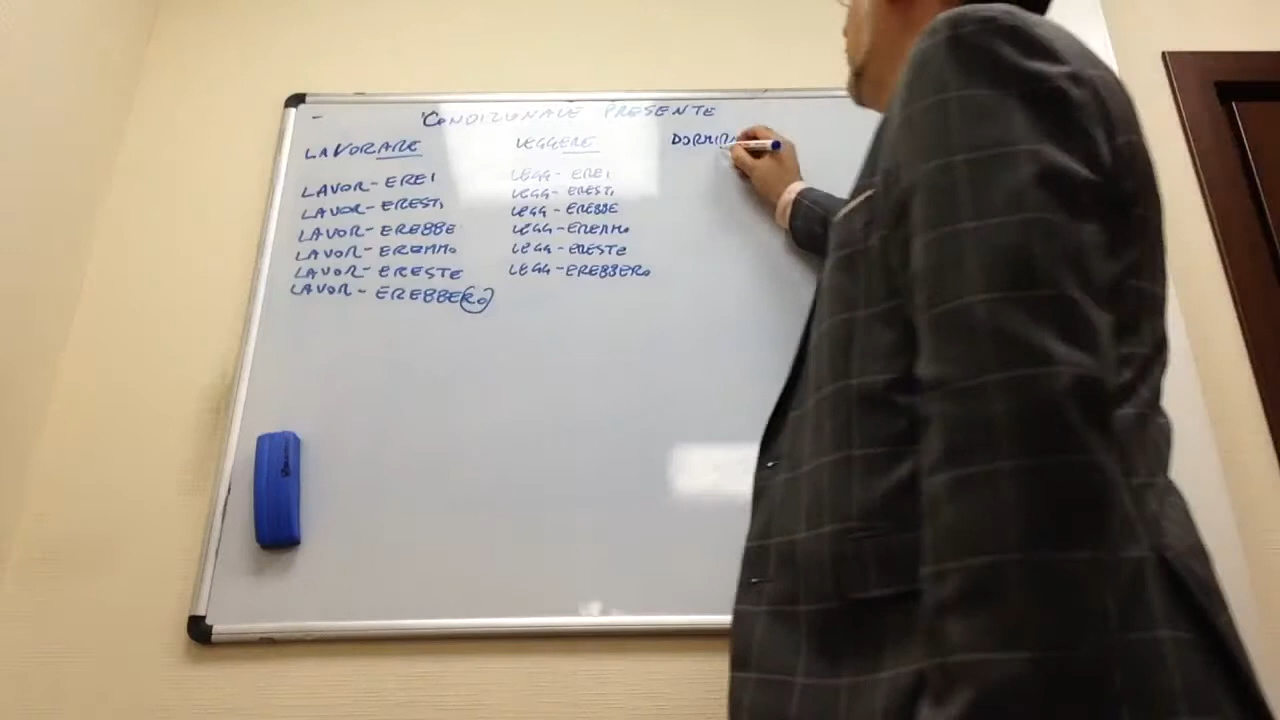 CONDIZIONALE PRESENTE
LAVORARE
LAVOR-EREI
LAVOR-ERESTI
LAVOR-EREBBE
LAVOR-EREMMO
LAVOR-ERESTE
LAVOR-EREBBERO
LEGGERE
LEGG-EREI
LEGG-ERESTI
LEGG-EREBBE
LEGG-EREMMO
LEGG-ERESTE
LEGG-EREBBERO
DORMIR